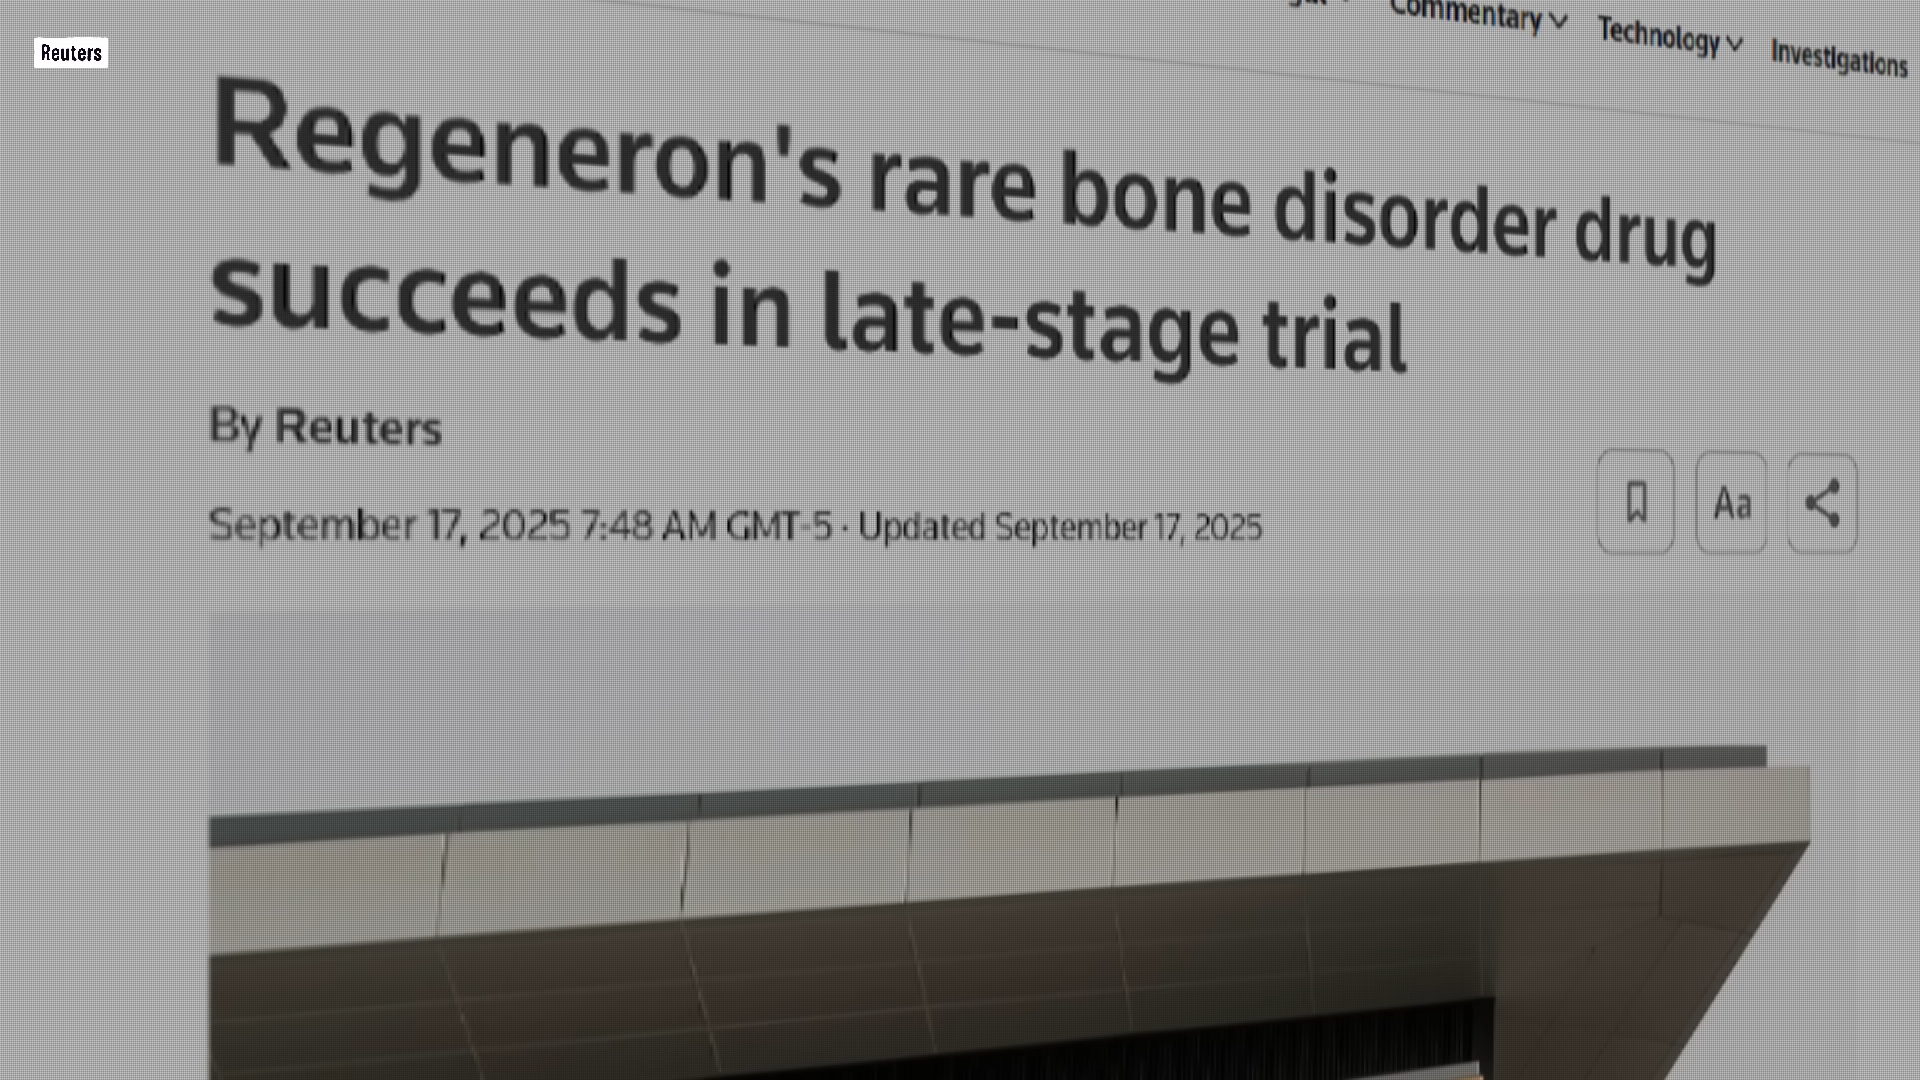 Reuters
Commentary
Technology
Investigations
Regeneron's rare bone disorder drug
succeeds in late-stage trial
By Reuters
September 17, 2025 7:48 AM GMT-5 · Updated September 17, 2025
Aa